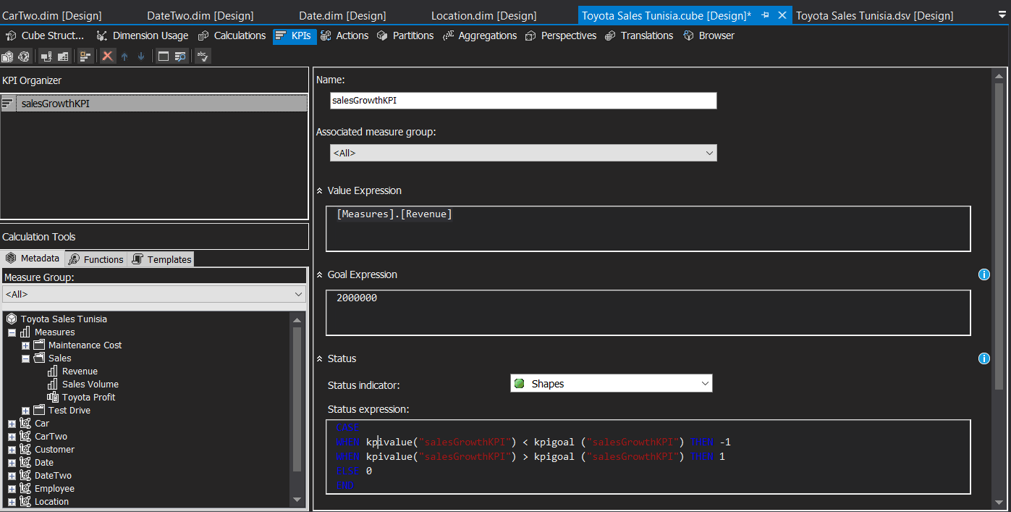 CarTwo.dim [Design] DateTwo.dim [Design] Date.dim [Design] Location.dim [Design] Toyota Sales Tunisia.cube [Design]* Toyota Sales Tunisia.dsv [Design]
Cube Struct... Dimension Usage Calculations KPIs Actions Partitions Aggregations Perspectives Translations Browser
KPI Organizer
salesGrowthKPI
Calculation Tools
Metadata Functions Templates
Measure Group:
<All>
Toyota Sales Tunisia
Measures
Maintenance Cost
Sales
Revenue
Sales Volume
Toyota Profit
Test Drive
Car
CarTwo
Customer
Date
DateTwo
Employee
Location
Name:
salesGrowthKPI
Associated measure group:
<All>
Value Expression
[Measures].[Revenue]
Goal Expression
2000000
Status
Status indicator: Shapes
Status expression:
CASE
WHEN kpivalue("salesGrowthKPI") < kpigoal ("salesGrowthKPI") THEN -1
WHEN kpivalue("salesGrowthKPI") > kpigoal ("salesGrowthKPI") THEN 1
ELSE 0
END